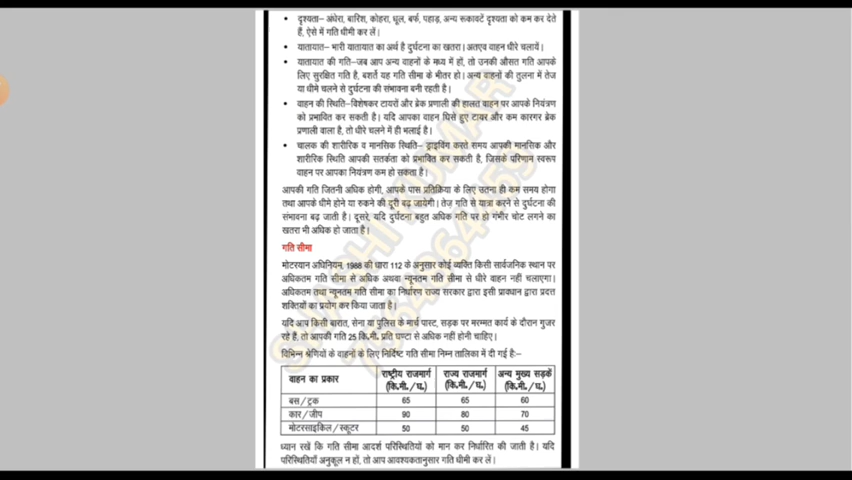 • दृश्यता– अंधेरा, बारिश, कोहरा, धूल, बर्फ, पहाड़, अन्य रूकावटें दृश्यता को कम कर देते
हैं, ऐसे में गति धीमी कर लें।
• यातायात– भारी यातायात का अर्थ है दुर्घटना का खतरा। अतएव वाहन धीरे चलायें।
• यातायात की गति–जब आप अन्य वाहनों के मध्य में हों, तो उनकी औसत गति आपके
लिए सुरक्षित गति है, बशर्ते यह गति सीमा के भीतर हो। अन्य वाहनों की तुलना में तेज
या धीमे चलने से दुर्घटना की संभावना बनी रहती है।
• वाहन की स्थिति–विशेषकर टायरों और ब्रेक प्रणाली की हालत वाहन पर आपके नियंत्रण
को प्रभावित कर सकती है। यदि आपका वाहन घिसे हुए टायर और कम कारगर ब्रेक
प्रणाली वाला है, तो धीरे चलने में ही भलाई है।
• चालक की शारीरिक व मानसिक स्थिति– ड्राइविंग करते समय आपकी मानसिक और
शारीरिक स्थिति आपकी सतर्कता को प्रभावित कर सकती है, जिसके परिणाम स्वरूप
वाहन पर आपका नियंत्रण कम हो सकता है।
आपकी गति जितनी अधिक होगी, आपके पास प्रतिक्रिया के लिए उतना ही कम समय होगा
तथा आपके धीमे होने या रुकने की दूरी बढ़ जायेगी। तेज गति से यात्रा करने से दुर्घटना की
संभावना बढ़ जाती है। दूसरे, यदि दुर्घटना बहुत अधिक गति पर हो गंभीर चोट लगने का
खतरा भी अधिक हो जाता है।
गति सीमा
मोटरयान अधिनियम, 1988 की धारा 112 के अनुसार कोई व्यक्ति किसी सार्वजनिक स्थान पर
अधिकतम गति सीमा से अधिक अथवा न्यूनतम गति सीमा से धीरे वाहन नहीं चलाएगा।
अधिकतम तथा न्यूनतम गति सीमा का निर्धारण राज्य सरकार द्वारा इसी प्रावधान द्वारा प्रदत्त
शक्तियों का प्रयोग कर किया जाता है।
यदि आप किसी बारात, सेना या पुलिस के मार्च पास्ट, सड़क पर मरम्मत कार्य के दौरान गुजर
रहे हैं, तो आपकी गति 25 कि.मी. प्रति घण्टा से अधिक नहीं होनी चाहिए।
विभिन्न श्रेणियों के वाहनों के लिए निर्दिष्ट गति सीमा निम्न तालिका में दी गई है:–
वाहन का प्रकार राष्ट्रीय राजमार्ग (कि.मी./घ.) राज्य राजमार्ग (कि.मी./घ.) अन्य मुख्य सड़कें (कि.मी./घ.)
बस/ट्रक 65 65 60
कार/जीप 90 80 70
मोटरसाइकिल/स्कूटर 50 50 45
ध्यान रखें कि गति सीमा आदर्श परिस्थितियों को मान कर निर्धारित की जाती है। यदि
परिस्थितियाँ अनुकूल न हों, तो आप आवश्यकतानुसार गति धीमी कर लें।